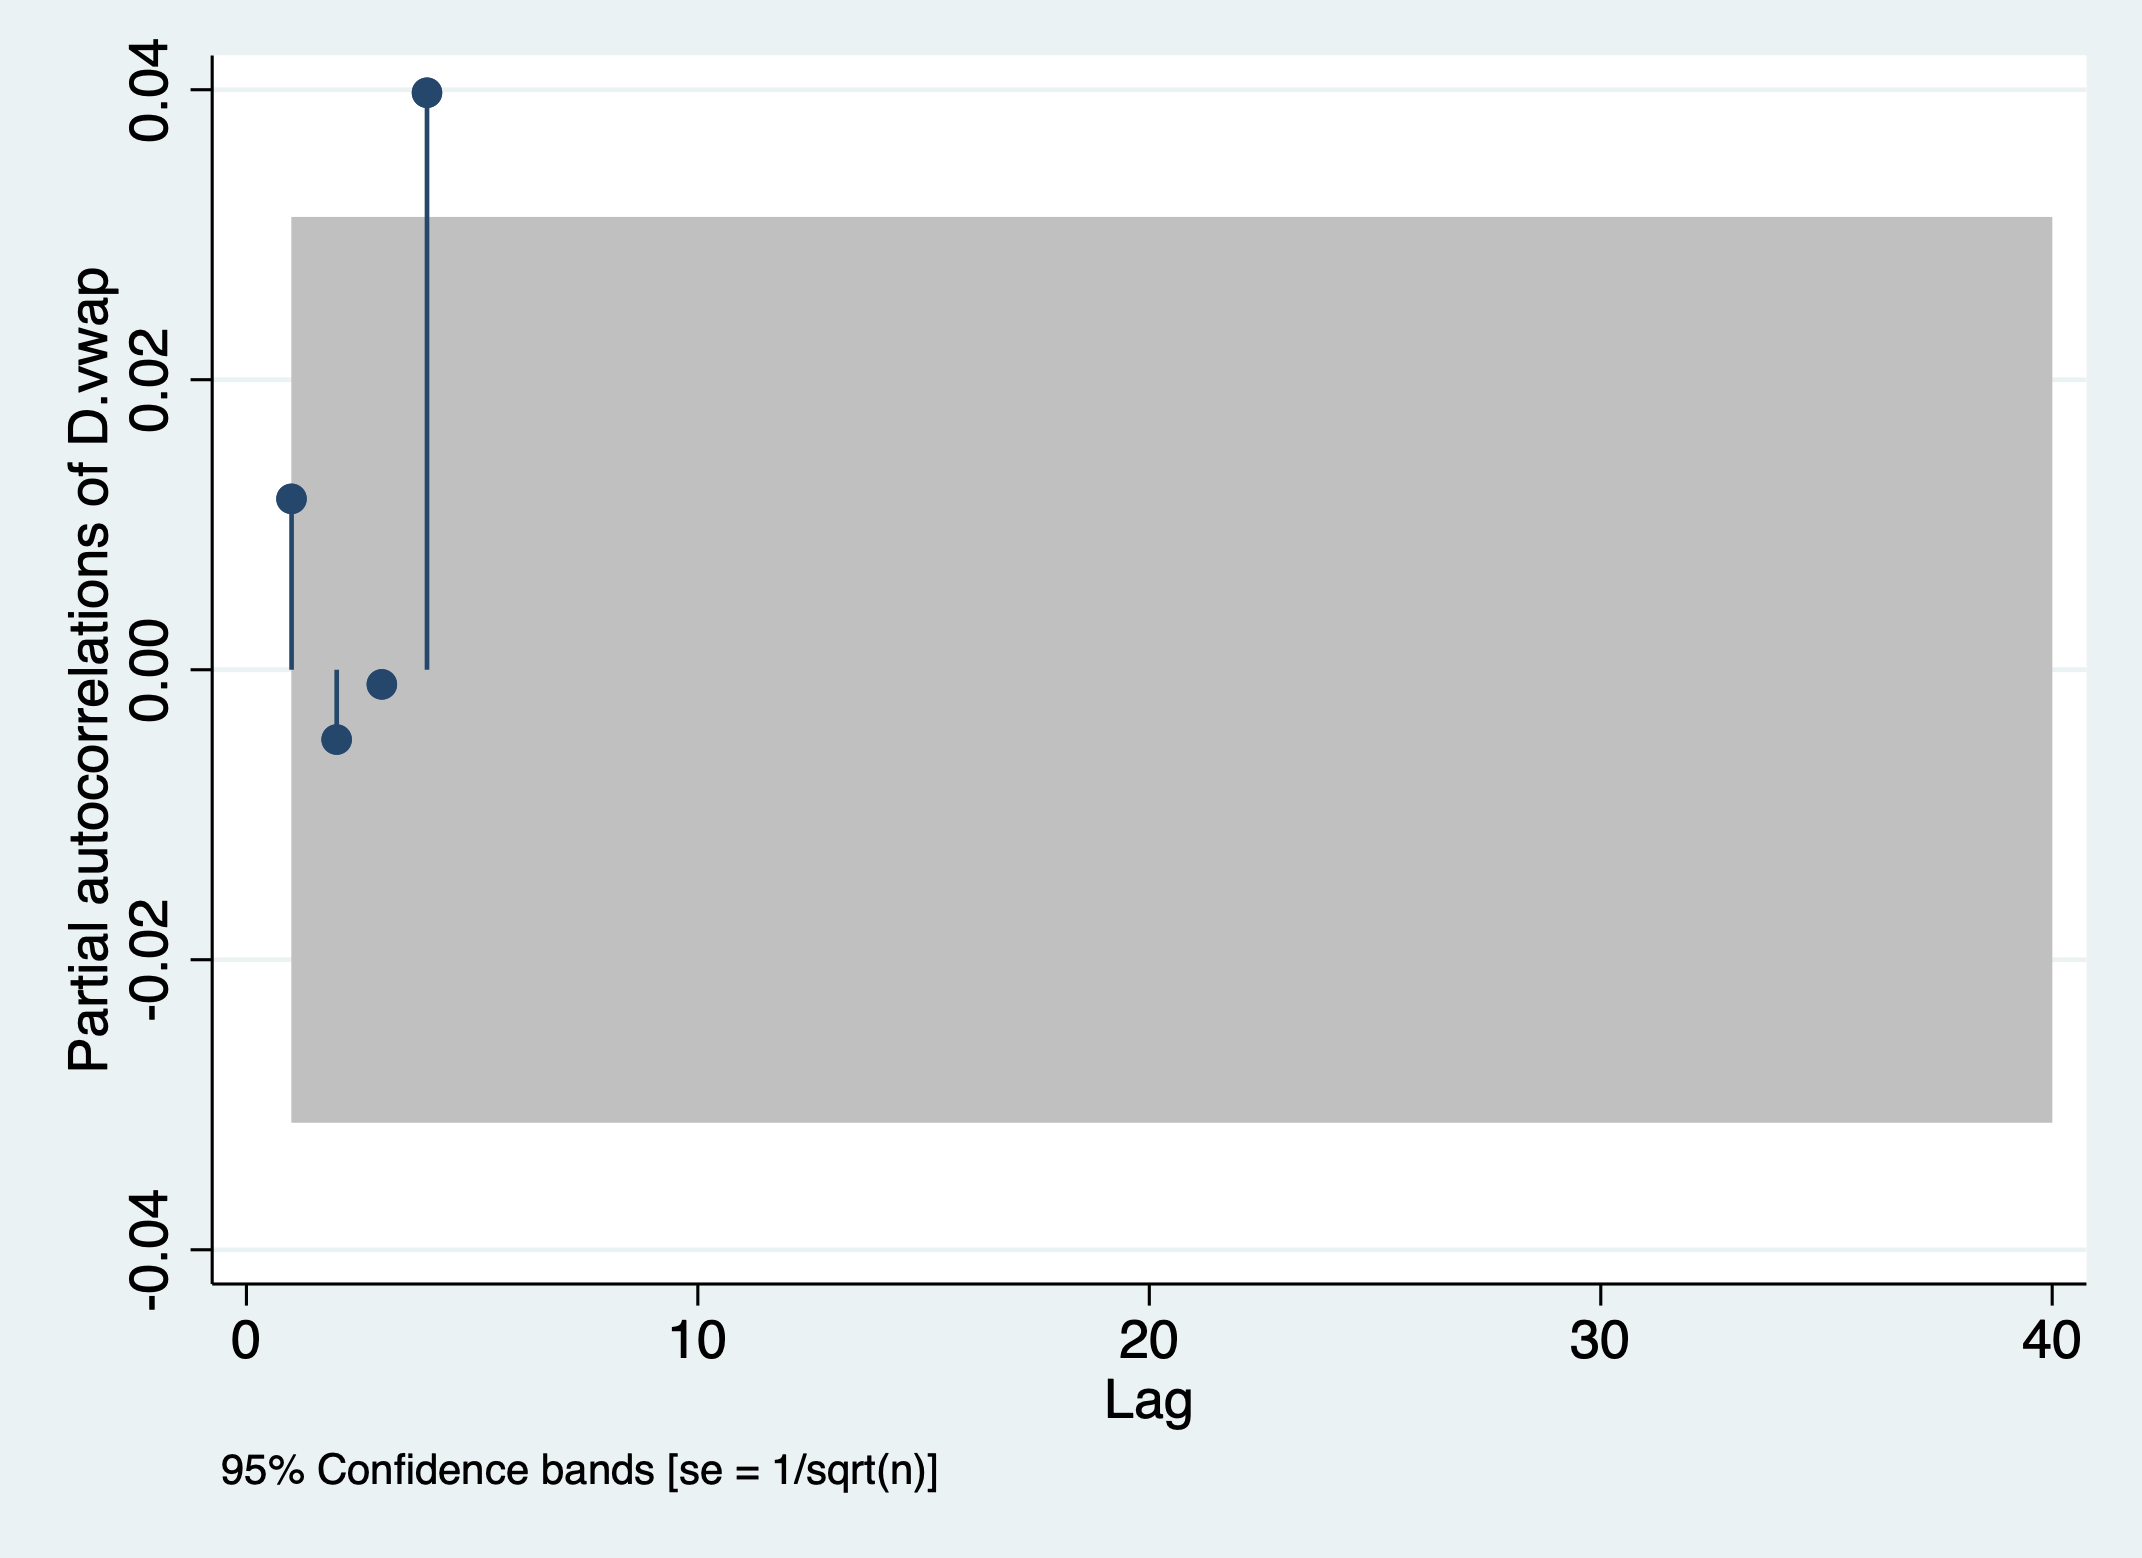 Partial autocorrelations of D.vwap
0.04
0.02
0.00
-0.02
-0.04
0 10 20 30 40
Lag
95% Confidence bands [se = 1/sqrt(n)]